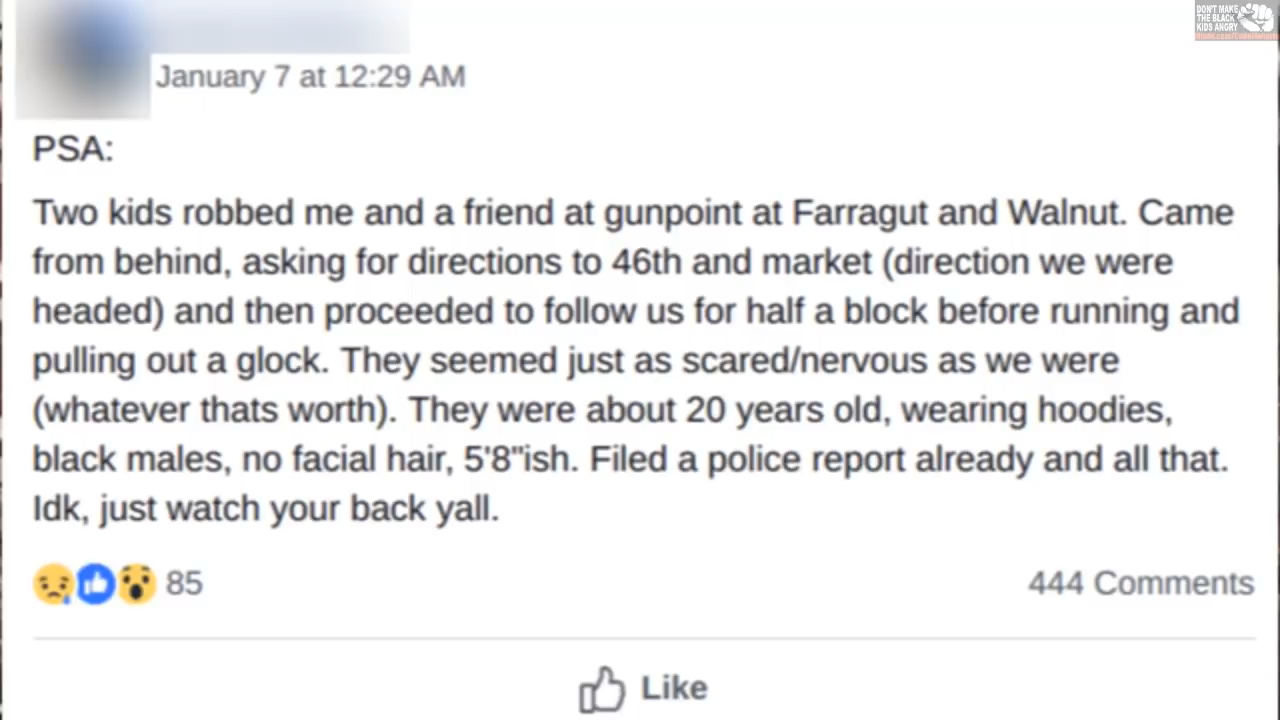 DON'T MAKE
THE BLACK
KIDS ANGRY
January 7 at 12:29 AM
PSA:
Two kids robbed me and a friend at gunpoint at Farragut and Walnut. Came
from behind, asking for directions to 46th and market (direction we were
headed) and then proceeded to follow us for half a block before running and
pulling out a glock. They seemed just as scared/nervous as we were
(whatever thats worth). They were about 20 years old, wearing hoodies,
black males, no facial hair, 5'8"ish. Filed a police report already and all that.
Idk, just watch your back yall.
85
444 Comments
Like